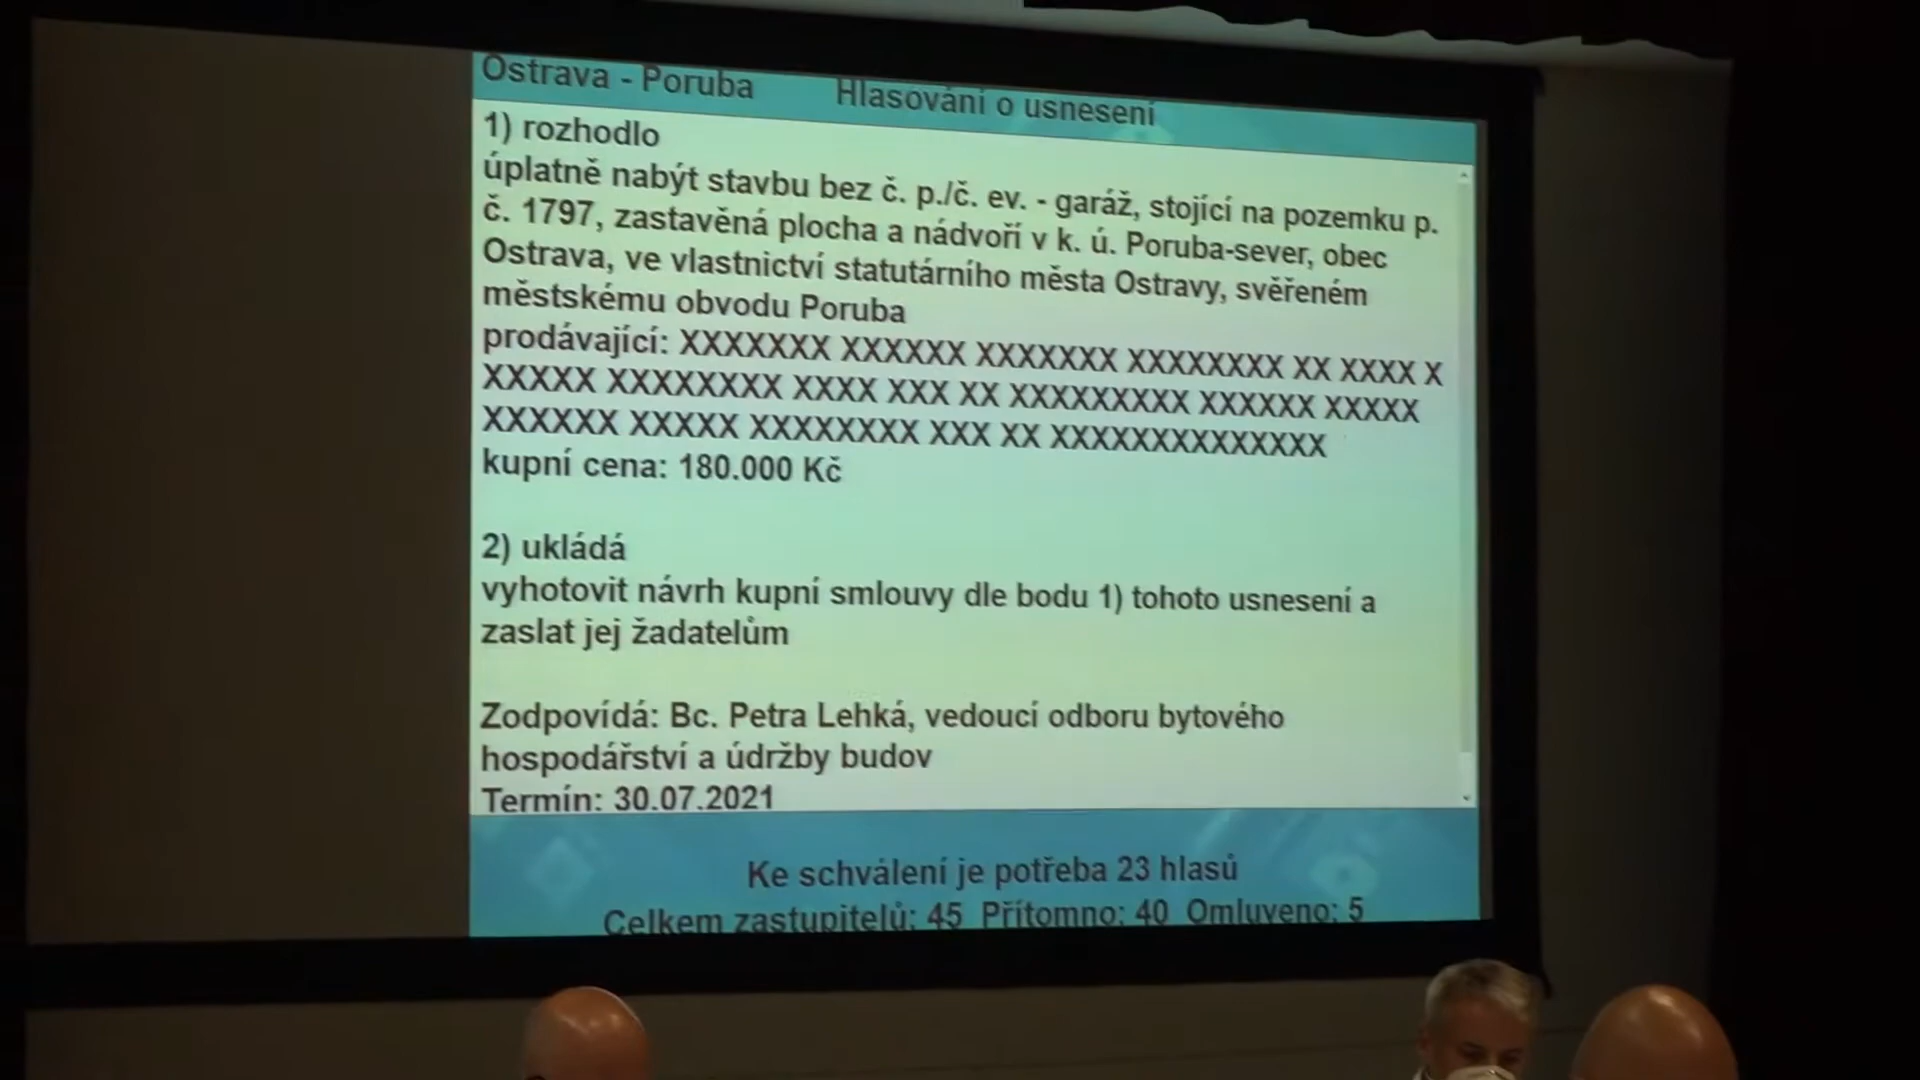 Ostrava - Poruba Hlasování o usnesení
1) rozhodlo
úplatně nabýt stavbu bez č. p./č. ev. - garáž, stojící na pozemku p.
č. 1797, zastavěná plocha a nádvoří v k. ú. Poruba-sever, obec
Ostrava, ve vlastnictví statutárního města Ostravy, svěřeném
městskému obvodu Poruba
prodávající: XXXXXXX XXXXXX XXXXXXX XXXXXXXX XX XXXX X
XXXXX XXXXXXXX XXXX XXX XX XXXXXXXXX XXXXXX XXXXX
XXXXXX XXXXX XXXXXXXX XXX XX XXXXXXXXXXXXXX
kupní cena: 180.000 Kč
2) ukládá
vyhotovit návrh kupní smlouvy dle bodu 1) tohoto usnesení a
zaslat jej žadatelům
Zodpovídá: Bc. Petra Lehká, vedoucí odboru bytového
hospodářství a údržby budov
Termín: 30.07.2021
Ke schválení je potřeba 23 hlasů
Celkem zastupitelů: 45 Přítomno: 40 Omluveno: 5